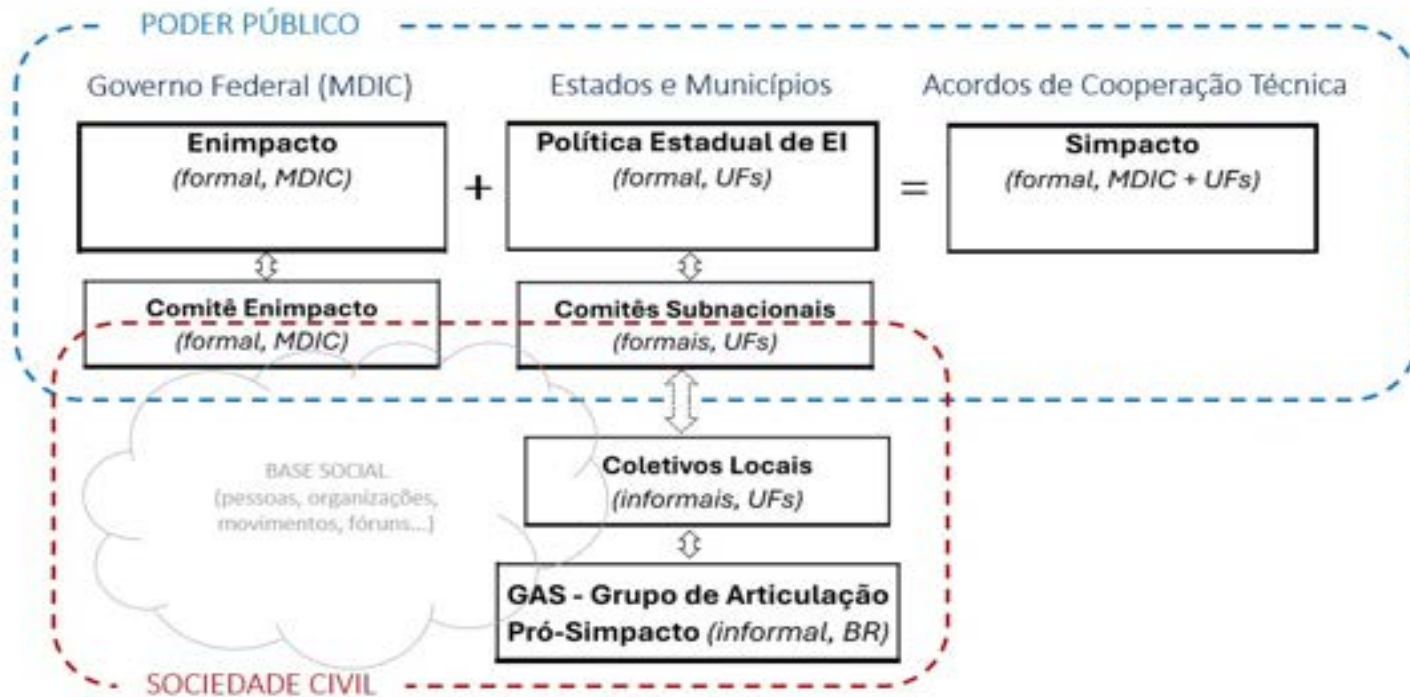 PODER PÚBLICO
Governo Federal (MDIC)
Estados e Municípios
Acordos de Cooperação Técnica
Enimpacto
(formal, MDIC)
+
Política Estadual de EI
(formal, UFs)
=
Simpacto
(formal, MDIC + UFs)
Comitê Enimpacto
(formal, MDIC)
Comitês Subnacionais
(formais, UFs)
BASE SOCIAL
(pessoas, organizações,
movimentos, fóruns...)
Coletivos Locais
(informais, UFs)
GAS - Grupo de Articulação
Pró-Simpacto (informal, BR)
SOCIEDADE CIVIL